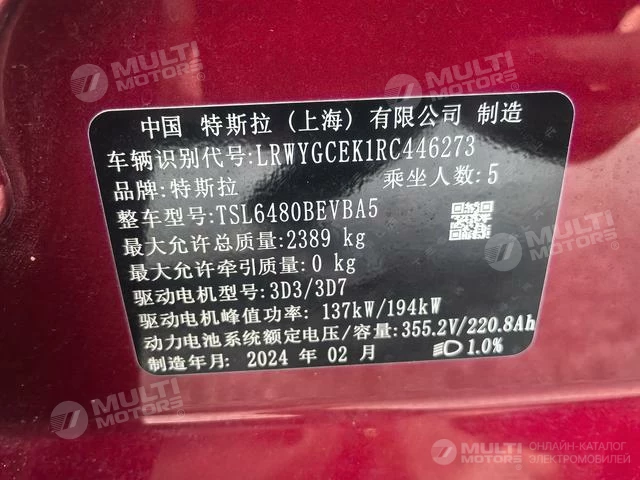 MULTI
MOTORS
MULTI
MOTORS
中国 特斯拉 (上海) 有限公司 制造
车辆识别代号:LRWYGCEK1RC446273
品牌:特斯拉
乘坐人数:5
整车型号:TSL6480BEVBA5
最大允许总质量:2389 kg
最大允许牵引质量:0 kg
驱动电机型号:3D3/3D7
驱动电机峰值功率: 137kW/194kW
动力电池系统额定电压/容量:355.2V/220.8Ah
制造年月: 2024 年 02 月
1.0%
MULTI
MOTORS
MULTI
MOTORS
ОНЛАЙН-КАТАЛОГ
ЭЛЕКТРОМОБИЛЕЙ